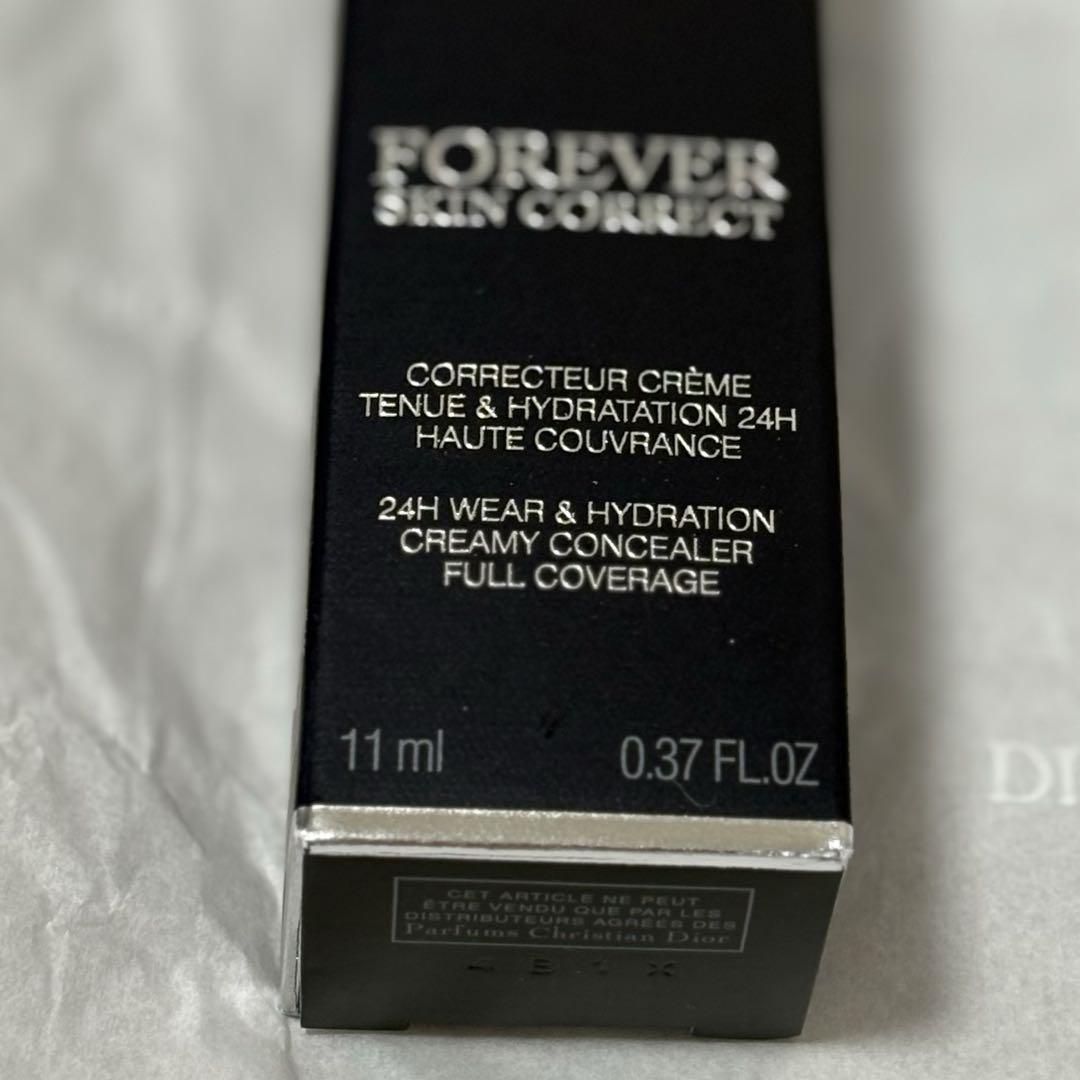 FOREVER
SKIN CORRECT
CORRECTEUR CRÈME
TENUE & HYDRATATION 24H
HAUTE COUVRANCE
24H WEAR & HYDRATION
CREAMY CONCEALER
FULL COVERAGE
11 ml 0.37 FL.OZ
CET ARTICLE NE PEUT
ÊTRE VENDU QUE PAR LES
DISTRIBUTEURS AGRÉÉS DES
Parfums Christian Dior